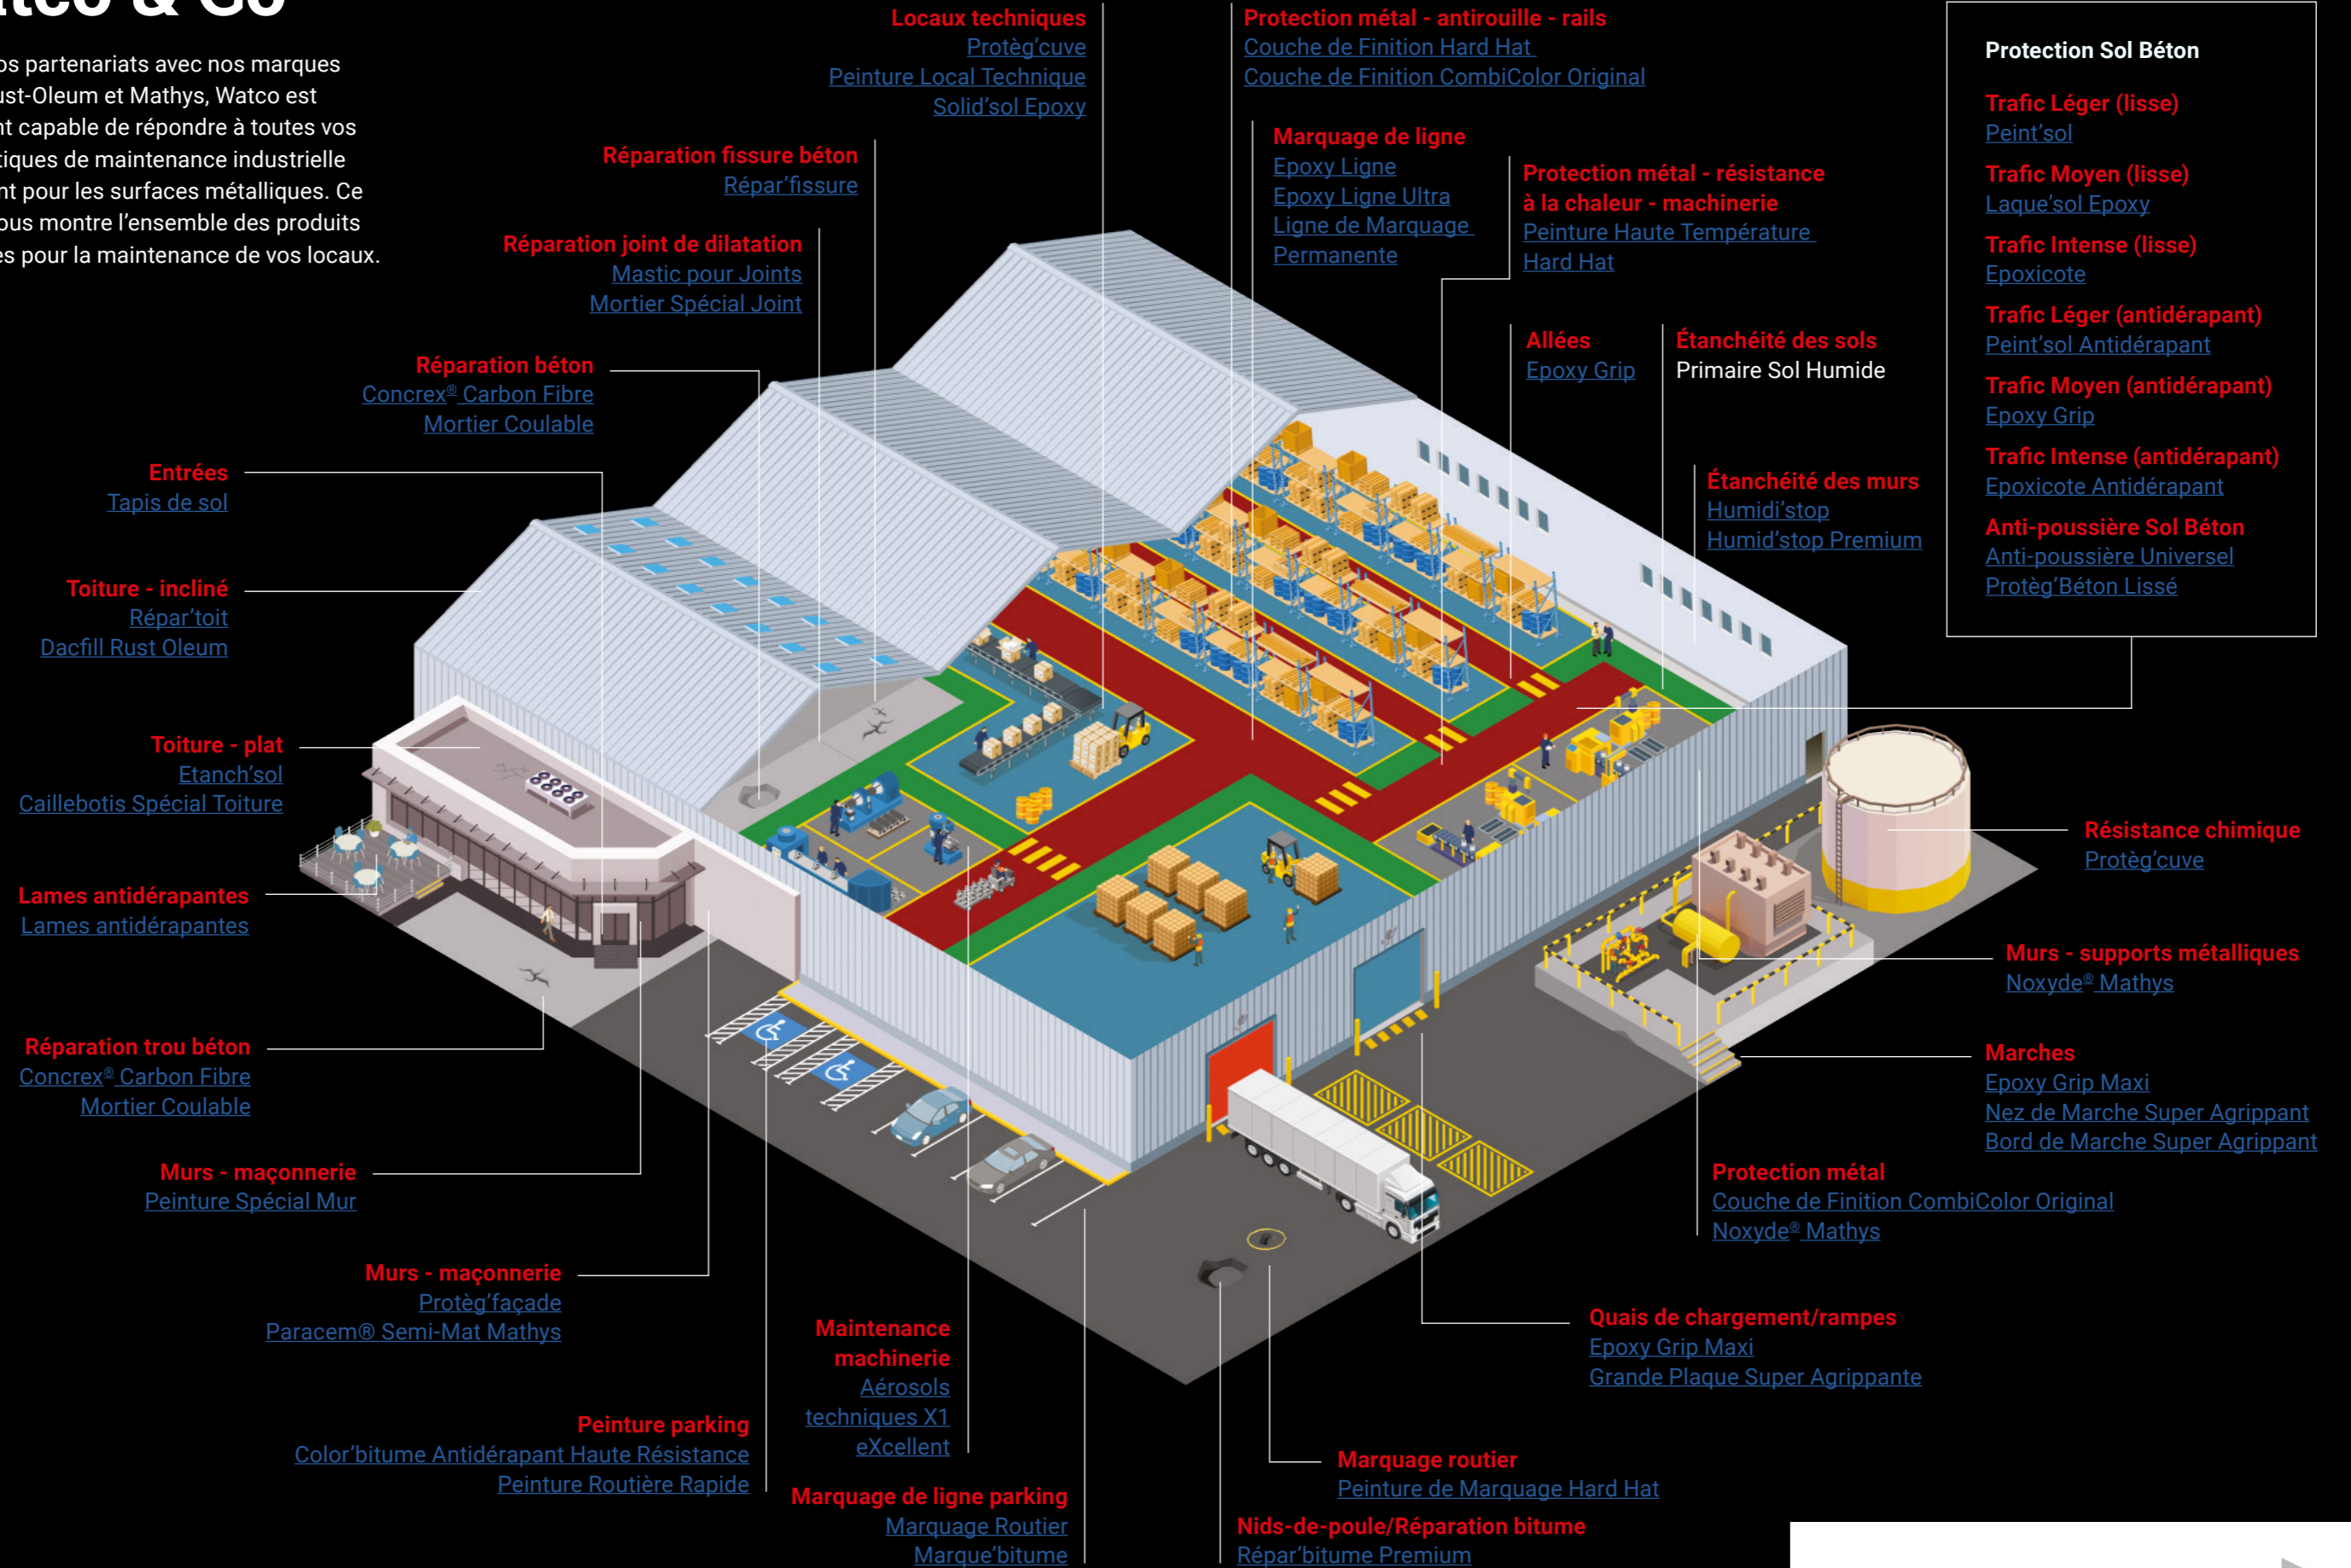 & Go
partenariats avec nos marques
et Mathys, Watco est
capable de répondre à toutes vos
de maintenance industrielle
pour les surfaces métalliques. Ce
montre l'ensemble des produits
pour la maintenance de vos locaux.
Locaux techniques
Protèg'cuve
Peinture Local Technique
Solid'sol Epoxy
Protection métal - antirouille - rails
Couche de Finition Hard Hat
Couche de Finition CombiColor Original
Réparation fissure béton
Répar'fissure
Marquage de ligne
Epoxy Ligne
Epoxy Ligne Ultra
Ligne de Marquage
Permanente
Protection métal - résistance
à la chaleur - machinerie
Peinture Haute Température
Hard Hat
Réparation joint de dilatation
Mastic pour Joints
Mortier Spécial Joint
Allées
Epoxy Grip
Étanchéité des sols
Primaire Sol Humide
Réparation béton
Concrex® Carbon Fibre
Mortier Coulable
Entrées
Tapis de sol
Étanchéité des murs
Humidi'stop
Humid'stop Premium
Protection Sol Béton
Trafic Léger (lisse)
Peint'sol
Trafic Moyen (lisse)
Laque'sol Epoxy
Trafic Intense (lisse)
Epoxicote
Trafic Léger (antidérapant)
Peint'sol Antidérapant
Trafic Moyen (antidérapant)
Epoxy Grip
Trafic Intense (antidérapant)
Epoxicote Antidérapant
Anti-poussière Sol Béton
Anti-poussière Universel
Protèg'Béton Lissé
Toiture - incliné
Répar'toit
Dacfill Rust Oleum
Toiture - plat
Etanch'sol
Caillebotis Spécial Toiture
Lames antidérapantes
Lames antidérapantes
Réparation trou béton
Concrex® Carbon Fibre
Mortier Coulable
Murs - maçonnerie
Peinture Spécial Mur
Murs - maçonnerie
Protèg'façade
Paracem® Semi-Mat Mathys
Peinture parking
Color'bitume Antidérapant Haute Résistance
Peinture Routière Rapide
Maintenance
machinerie
Aérosols
techniques X1
eXcellent
Marquage de ligne parking
Marquage Routier
Marque'bitume
Résistance chimique
Protèg'cuve
Murs - supports métalliques
Noxyde® Mathys
Marches
Epoxy Grip Maxi
Nez de Marche Super Agrippant
Bord de Marche Super Agrippant
Protection métal
Couche de Finition CombiColor Original
Noxyde® Mathys
Quais de chargement/rampes
Epoxy Grip Maxi
Grande Plaque Super Agrippante
Marquage routier
Peinture de Marquage Hard Hat
Nids-de-poule/Réparation bitume
Répar'bitume Premium